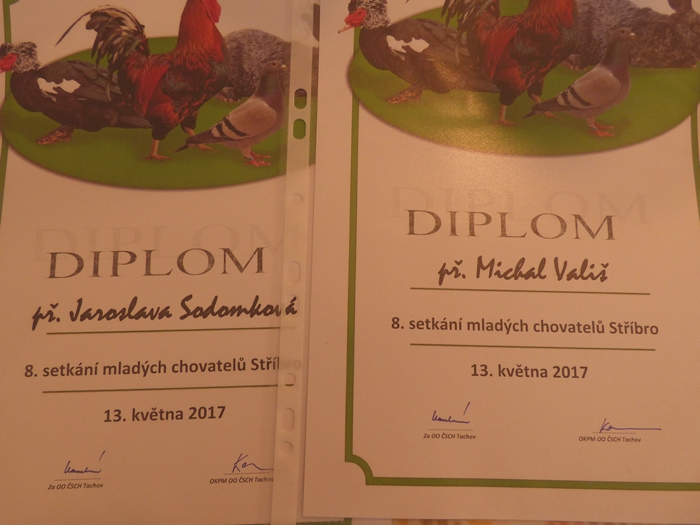 DIPLOM
př. Jaroslava Sodomková
8. setkání mladých chovatelů Stříbro
13. května 2017
Za OO ČSCH Tachov
OKPM OO ČSCH Tachov
DIPLOM
př. Michal Vališ
8. setkání mladých chovatelů Stříbro
13. května 2017
Za OO ČSCH Tachov
OKPM OO ČSCH Tachov